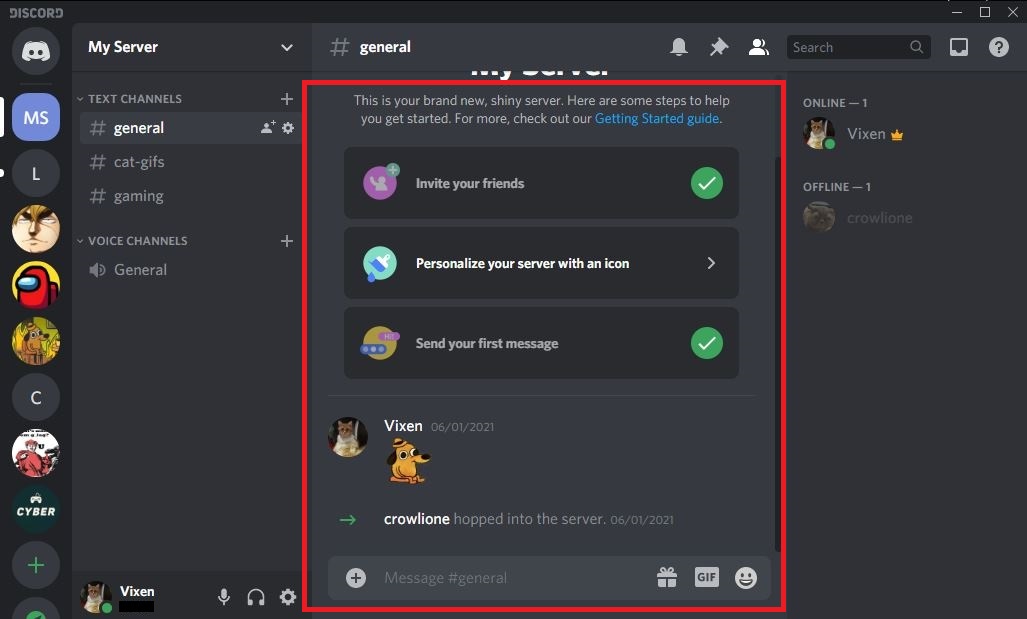 DISCORD
My Server
general
Search
My Server
TEXT CHANNELS
general
cat-gifs
gaming
VOICE CHANNELS
General
MS
L
C
CYBER
This is your brand new, shiny server. Here are some steps to help
you get started. For more, check out our Getting Started guide.
Invite your friends
Personalize your server with an icon
Send your first message
Vixen 06/01/2021
crowlione hopped into the server. 06/01/2021
Message #general
GIF
Vixen
ONLINE — 1
Vixen
OFFLINE — 1
crowlione